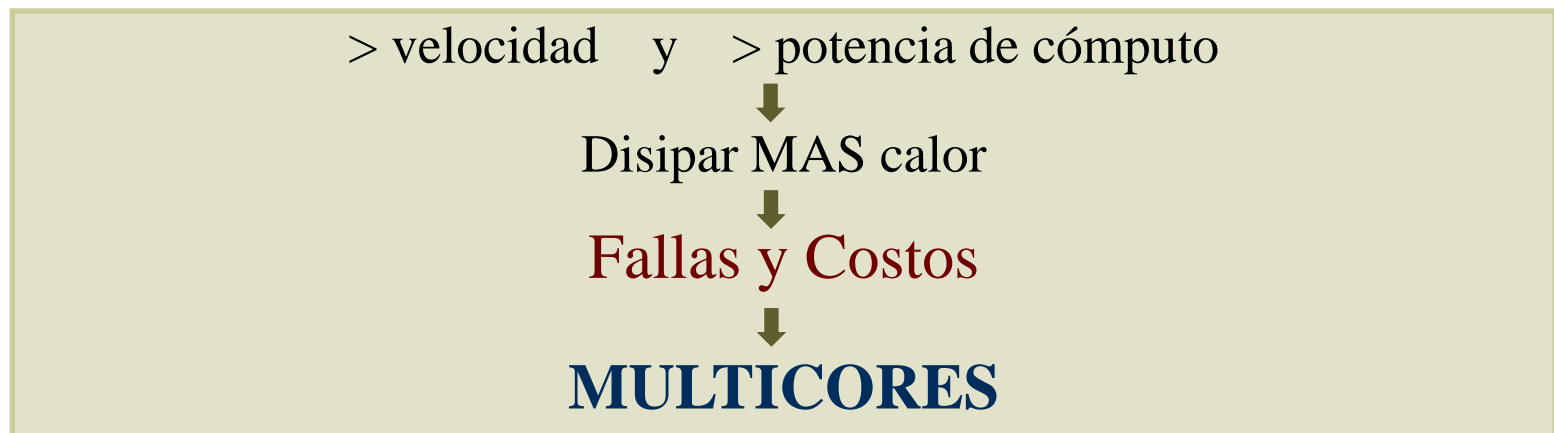 > velocidad y > potencia de cómputo
Disipar MAS calor
Fallas y Costos
MULTICORES